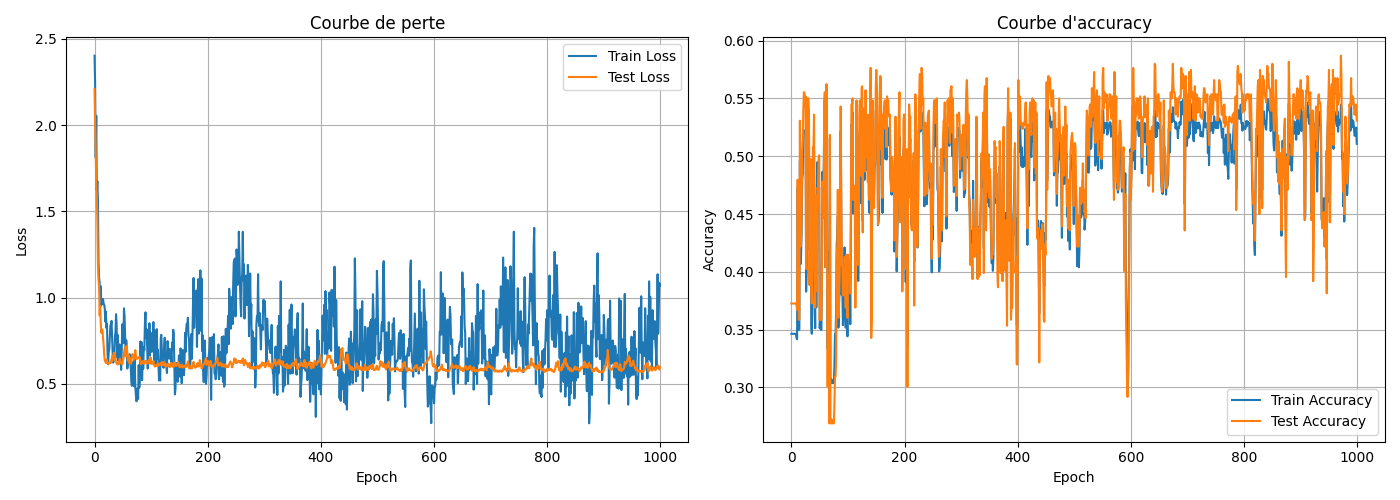 Courbe de perte
2.5
2.0
1.5
1.0
0.5
Loss
0 200 400 600 800 1000
Epoch
Train Loss
Test Loss
Courbe d'accuracy
0.60
0.55
0.50
0.45
0.40
0.35
0.30
Accuracy
0 200 400 600 800 1000
Epoch
Train Accuracy
Test Accuracy